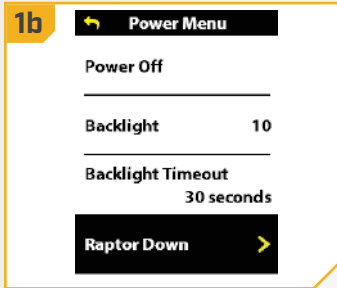 1b
Power Menu
Power Off
Backlight 10
Backlight Timeout
30 seconds
Raptor Down